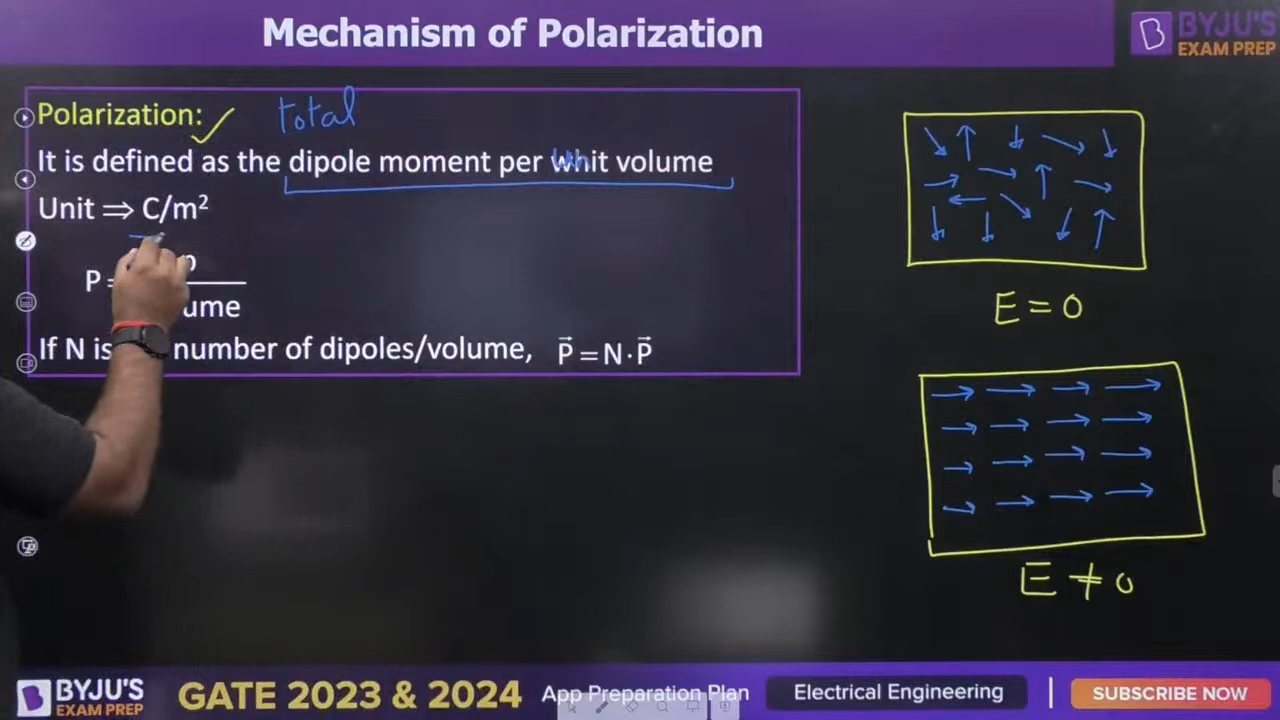 Mechanism of Polarization
BYJU'S
EXAM PREP
Polarization:
total
It is defined as the dipole moment per whit volume
Unit ⇒ C/m²
P =
ume
If N is number of dipoles/volume, P⃗ = N·P⃗
E = 0
E ≠ 0
BYJU'S
EXAM PREP
GATE 2023 & 2024
App Preparation Plan
Electrical Engineering
SUBSCRIBE NOW